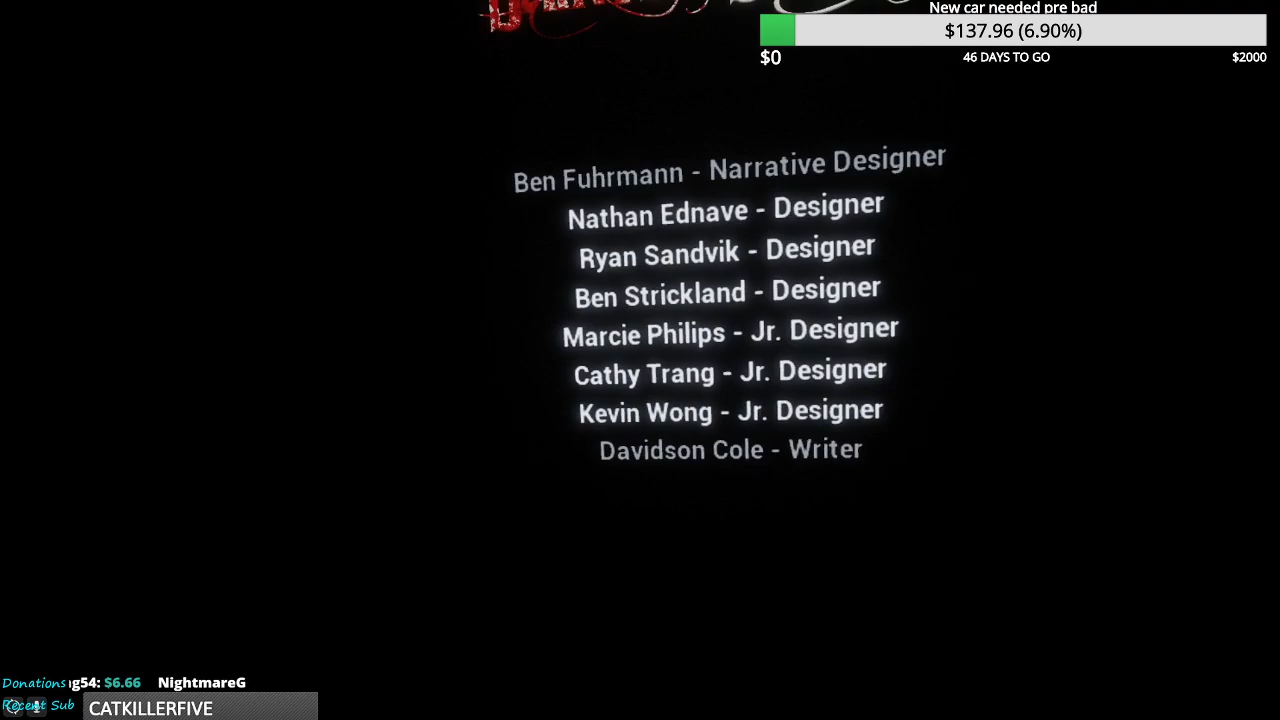 New car needed pre bad
$137.96 (6.90%)
$0
46 DAYS TO GO
$2000
Ben Fuhrmann - Narrative Designer
Nathan Ednave - Designer
Ryan Sandvik - Designer
Ben Strickland - Designer
Marcie Philips - Jr. Designer
Cathy Trang - Jr. Designer
Kevin Wong - Jr. Designer
Davidson Cole - Writer
Donations g54: $6.66 NightmareG
Recent Sub CATKILLERFIVE